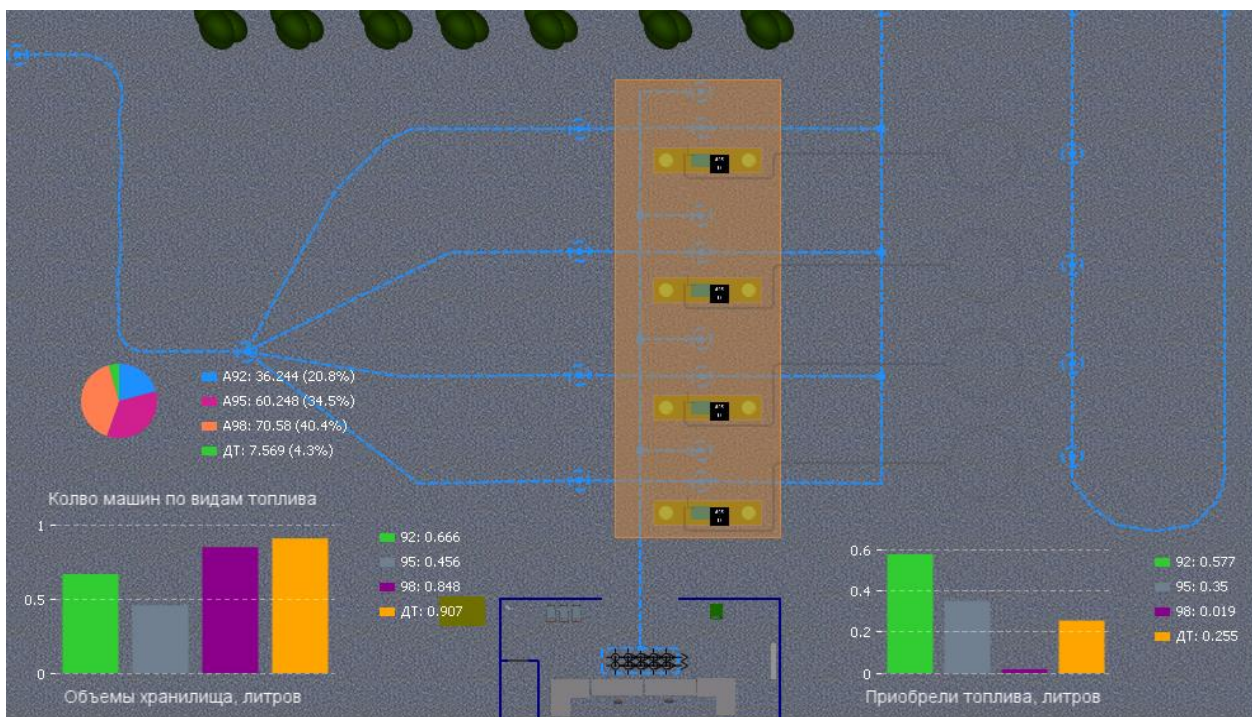 А92: 36.244 (20.8%)
А95: 60.248 (34.5%)
А98: 70.58 (40.4%)
ДТ: 7.569 (4.3%)
Колво машин по видам топлива
1
0.5
0
92: 0.666
95: 0.456
98: 0.848
ДТ: 0.907
Объемы хранилища, литров
0.6
0.4
0.2
0
92: 0.577
95: 0.35
98: 0.019
ДТ: 0.255
Приобрели топлива, литров